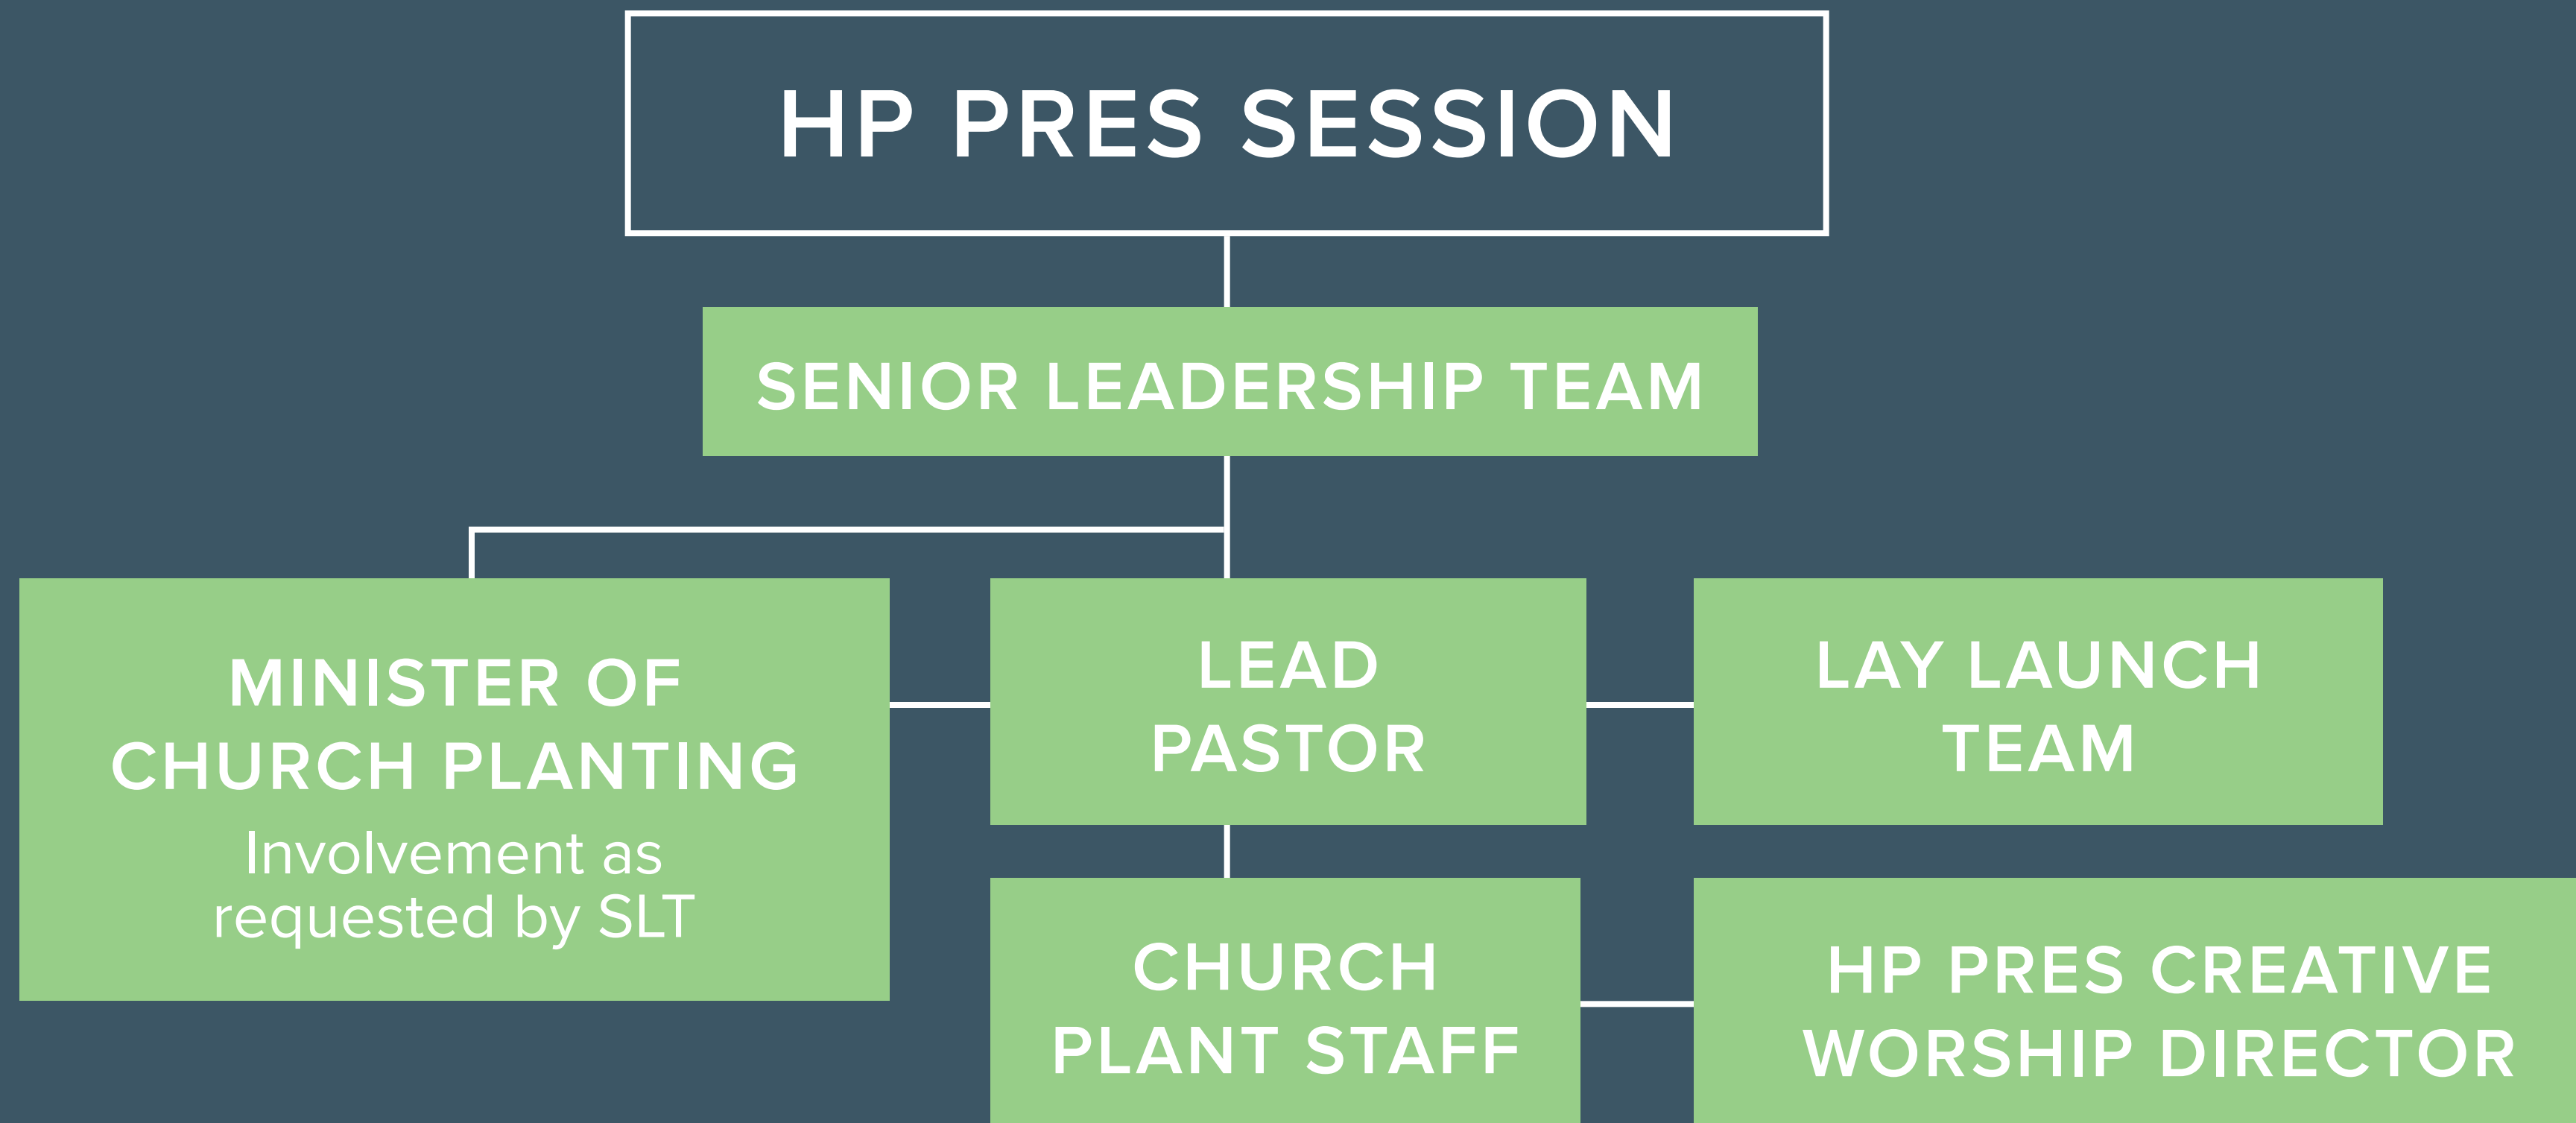 HP PRES SESSION
SENIOR LEADERSHIP TEAM
MINISTER OF
CHURCH PLANTING
Involvement as
requested by SLT
LEAD
PASTOR
LAY LAUNCH
TEAM
CHURCH
PLANT STAFF
HP PRES CREATIVE
WORSHIP DIRECTOR